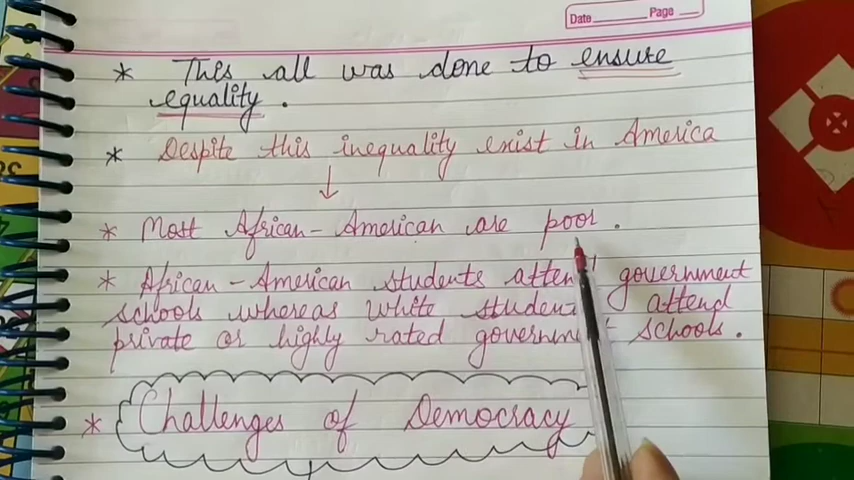 Date ______ Page ____
* This all was done to ensure
equality.
* Despite this inequality exist in America
↓
* Most African-American are poor.
* African-American students attend government
schools whereas white students attend
private or highly rated government schools.
* Challenges of Democracy